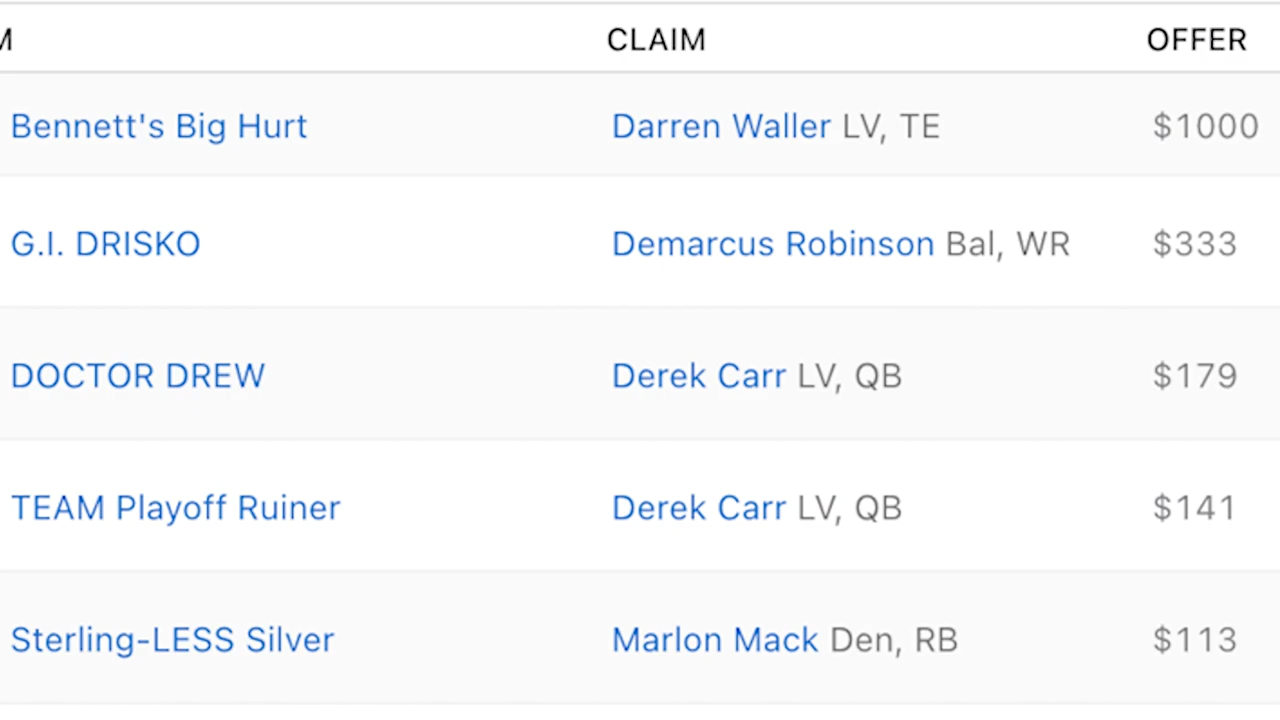 M CLAIM OFFER
Bennett's Big Hurt Darren Waller LV, TE $1000
G.I. DRISKO Demarcus Robinson Bal, WR $333
DOCTOR DREW Derek Carr LV, QB $179
TEAM Playoff Ruiner Derek Carr LV, QB $141
Sterling-LESS Silver Marlon Mack Den, RB $113